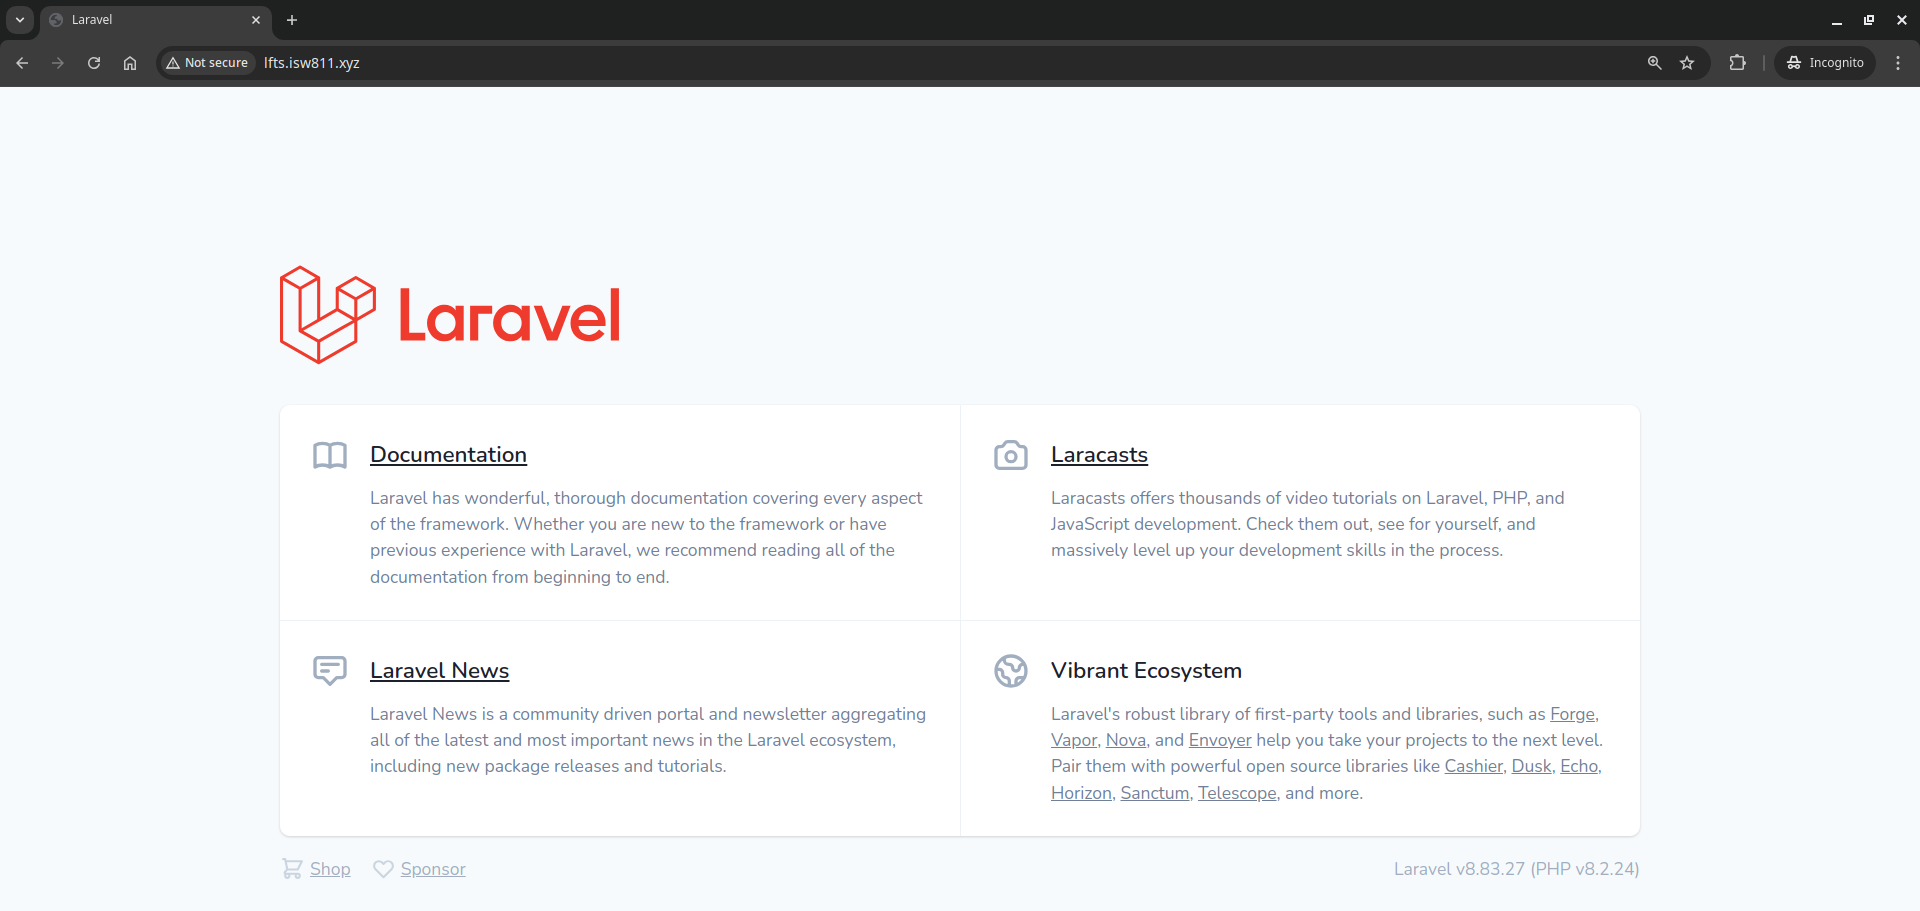 Laravel
Not secure
lfts.isw811.xyz
Incognito
Laravel
Documentation
Laravel has wonderful, thorough documentation covering every aspect
of the framework. Whether you are new to the framework or have
previous experience with Laravel, we recommend reading all of the
documentation from beginning to end.
Laracasts
Laracasts offers thousands of video tutorials on Laravel, PHP, and
JavaScript development. Check them out, see for yourself, and
massively level up your development skills in the process.
Laravel News
Laravel News is a community driven portal and newsletter aggregating
all of the latest and most important news in the Laravel ecosystem,
including new package releases and tutorials.
Vibrant Ecosystem
Laravel's robust library of first-party tools and libraries, such as Forge,
Vapor, Nova, and Envoyer help you take your projects to the next level.
Pair them with powerful open source libraries like Cashier, Dusk, Echo,
Horizon, Sanctum, Telescope, and more.
Shop
Sponsor
Laravel v8.83.27 (PHP v8.2.24)